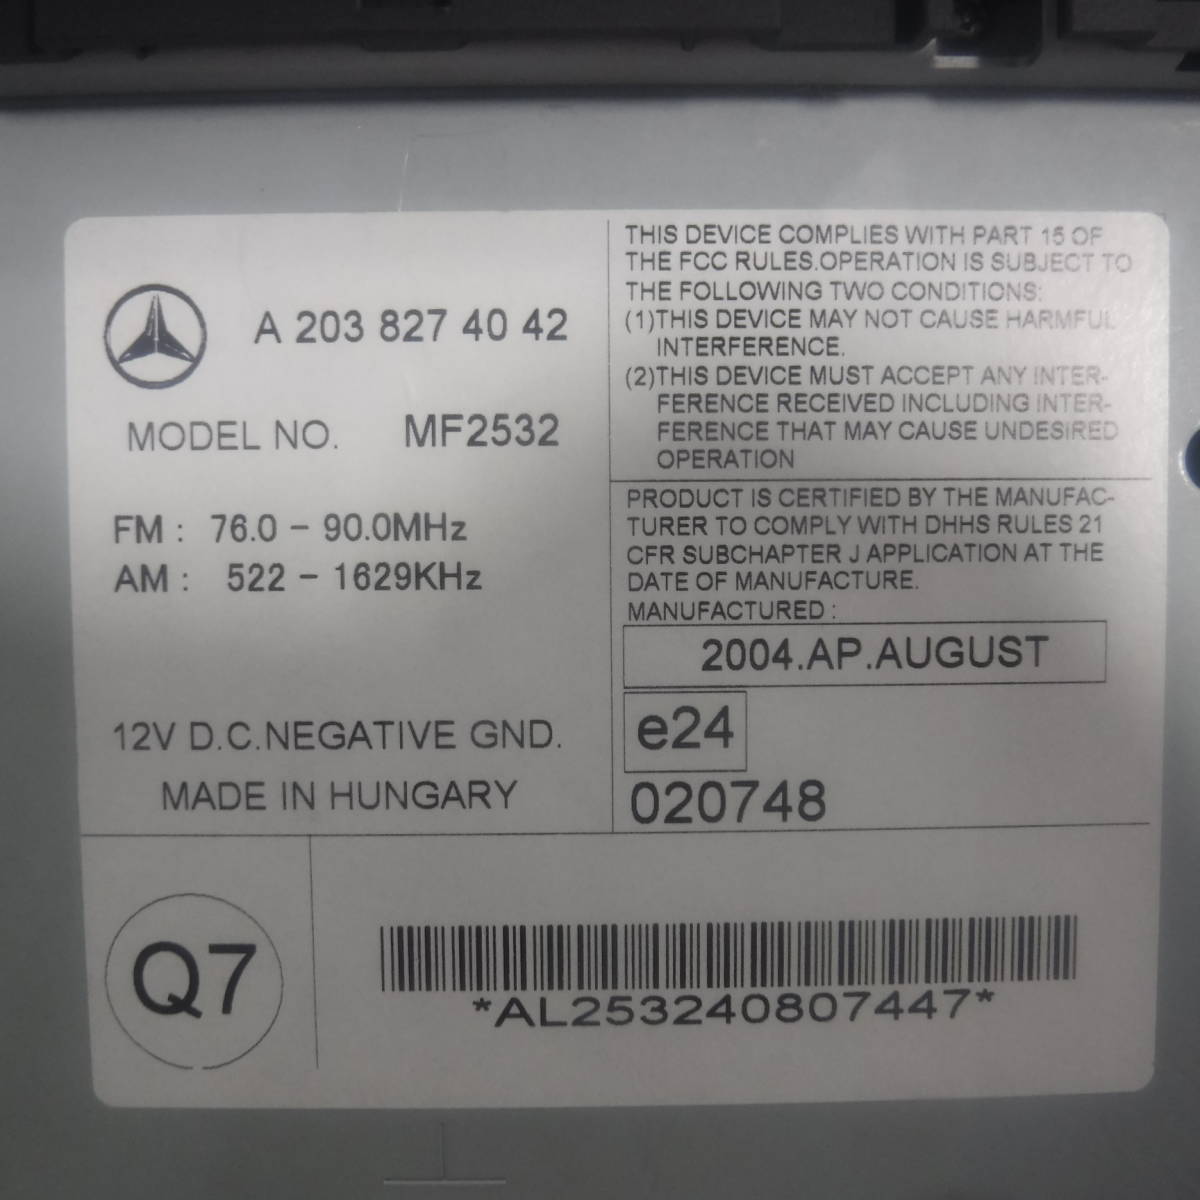 A 203 827 40 42
MODEL NO. MF2532
FM : 76.0 - 90.0MHz
AM : 522 - 1629KHz
12V D.C.NEGATIVE GND.
MADE IN HUNGARY
THIS DEVICE COMPLIES WITH PART 15 OF
THE FCC RULES.OPERATION IS SUBJECT TO
THE FOLLOWING TWO CONDITIONS:
(1)THIS DEVICE MAY NOT CAUSE HARMFUL
INTERFERENCE.
(2)THIS DEVICE MUST ACCEPT ANY INTER-
FERENCE RECEIVED INCLUDING INTER-
FERENCE THAT MAY CAUSE UNDESIRED
OPERATION
PRODUCT IS CERTIFIED BY THE MANUFAC-
TURER TO COMPLY WITH DHHS RULES 21
CFR SUBCHAPTER J APPLICATION AT THE
DATE OF MANUFACTURE.
MANUFACTURED :
2004.AP.AUGUST
e24
020748
Q7
*AL253240807447*